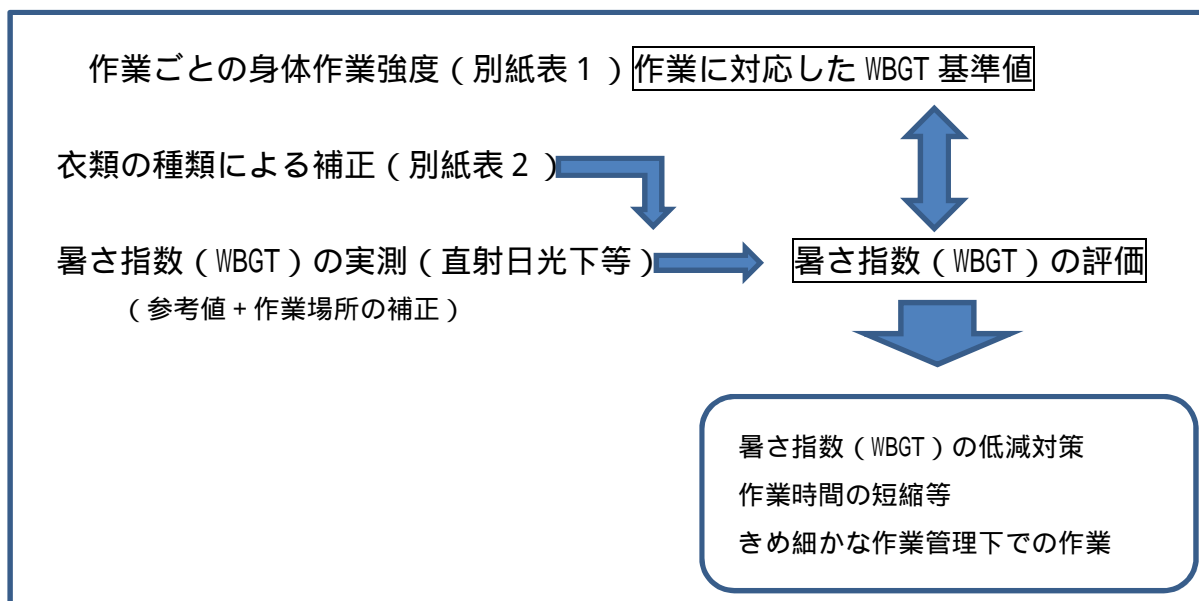 作業ごとの身体作業強度（別紙表１）作業に対応した WBGT 基準値
衣類の種類による補正（別紙表２）
暑さ指数（WBGT）の実測（直射日光下等） 暑さ指数（WBGT）の評価
（参考値＋作業場所の補正）
暑さ指数（WBGT）の低減対策
作業時間の短縮等
きめ細かな作業管理下での作業